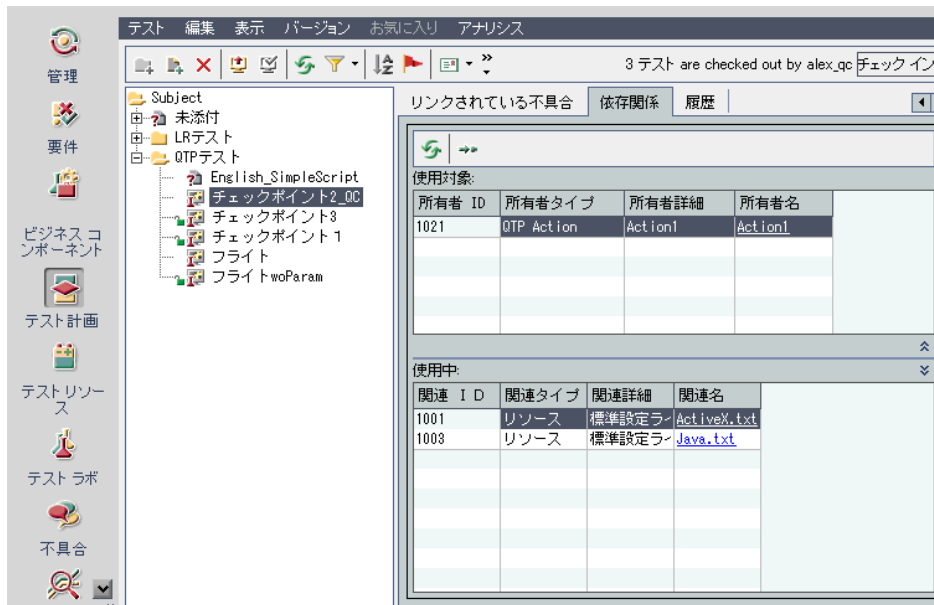 テスト 編集 表示 バージョン お気に入り アナリシス
3 テスト are checked out by alex_qc チェック イン
管理
要件
ビジネス コ
ンポーネント
テスト計画
テストリソー
ス
テスト ラボ
不具合
Subject
未添付
LRテスト
QTPテスト
English_SimpleScript
チェックポイント2_QC
チェックポイント3
チェックポイント1
フライト
フライトwoParam
リンクされている不具合 依存関係 履歴
使用対象:
所有者 ID 所有者タイプ 所有者詳細 所有者名
1021 QTP Action Action1 Action1
使用中:
関連 ID 関連タイプ 関連詳細 関連名
1001 リソース 標準設定ラ ActiveX.txt
1003 リソース 標準設定ラ Java.txt